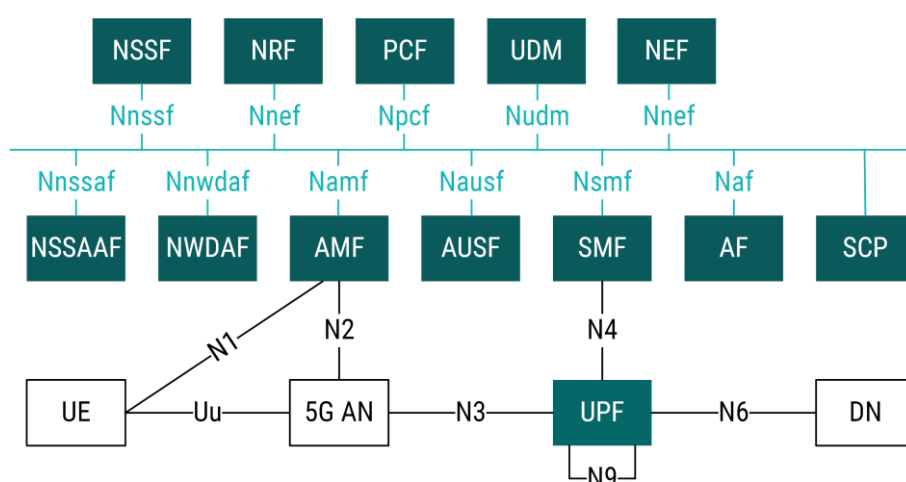 NSSF NRF PCF UDM NEF
Nnssf Nnef Npcf Nudm Nnef
Nnssaf Nnwdaf Namf Nausf Nsmf Naf
NSSAAF NWDAF AMF AUSF SMF AF SCP
N1 N2 N4
UE Uu 5G AN N3 UPF N6 DN
N9